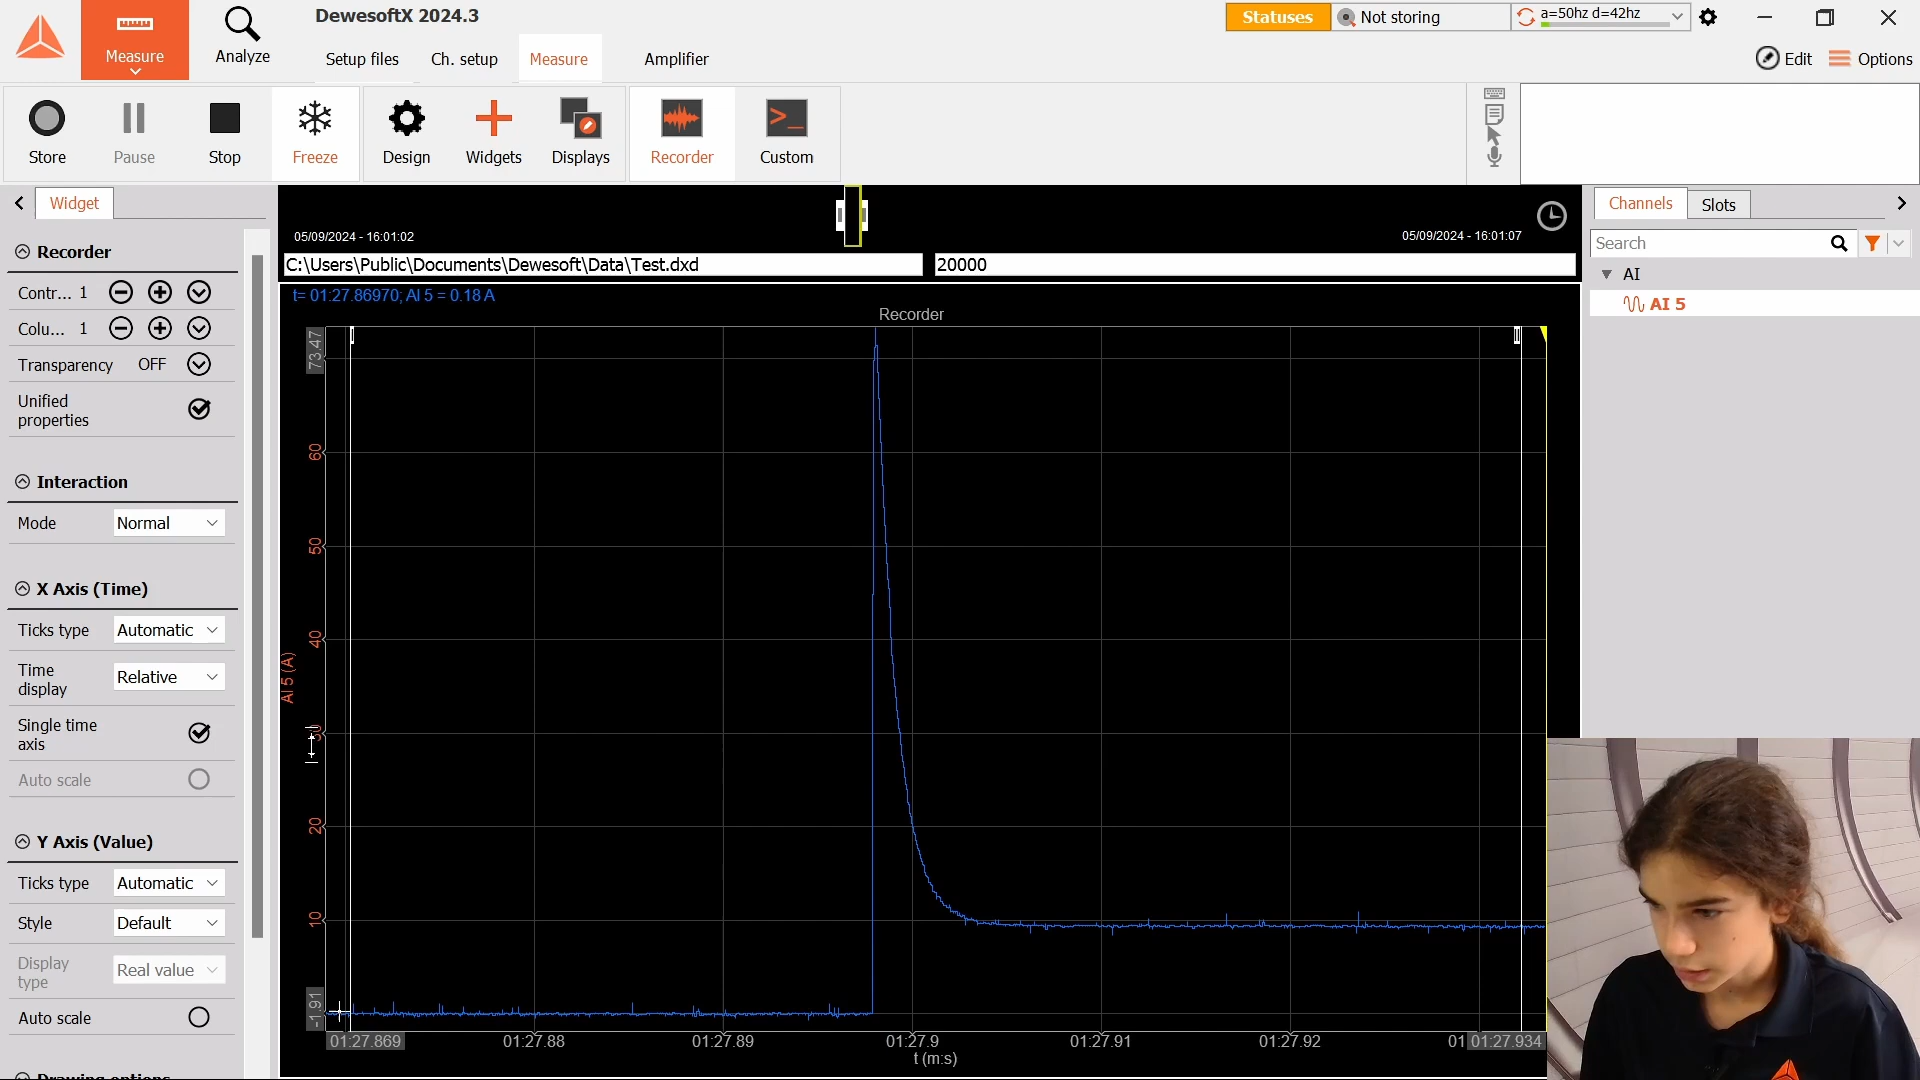 DewesoftX 2024.3
Statuses
Not storing
a=50hz d=42hz
Measure
Analyze
Setup files
Ch. setup
Measure
Amplifier
Edit
Options
Store
Pause
Stop
Freeze
Design
Widgets
Displays
Recorder
Custom
Widget
Recorder
Contr... 1
Colu... 1
Transparency OFF
Unified
properties
Interaction
Mode Normal
X Axis (Time)
Ticks type Automatic
Time
display
Relative
Single time
axis
Auto scale
Y Axis (Value)
Ticks type Automatic
Style Default
Display
type
Real value
Auto scale
Drawing options
05/09/2024 - 16:01:02
05/09/2024 - 16:01:07
C:\Users\Public\Documents\Dewesoft\Data\Test.dxd
20000
t= 01:27.86970; AI 5 = 0.18 A
Recorder
73.47
60
50
40
30
20
10
-1.91
AI 5 (A)
01:27.869
01:27.88
01:27.89
01:27.9
01:27.91
01:27.92
01
01:27.934
t (m:s)
Channels
Slots
Search
AI
AI 5